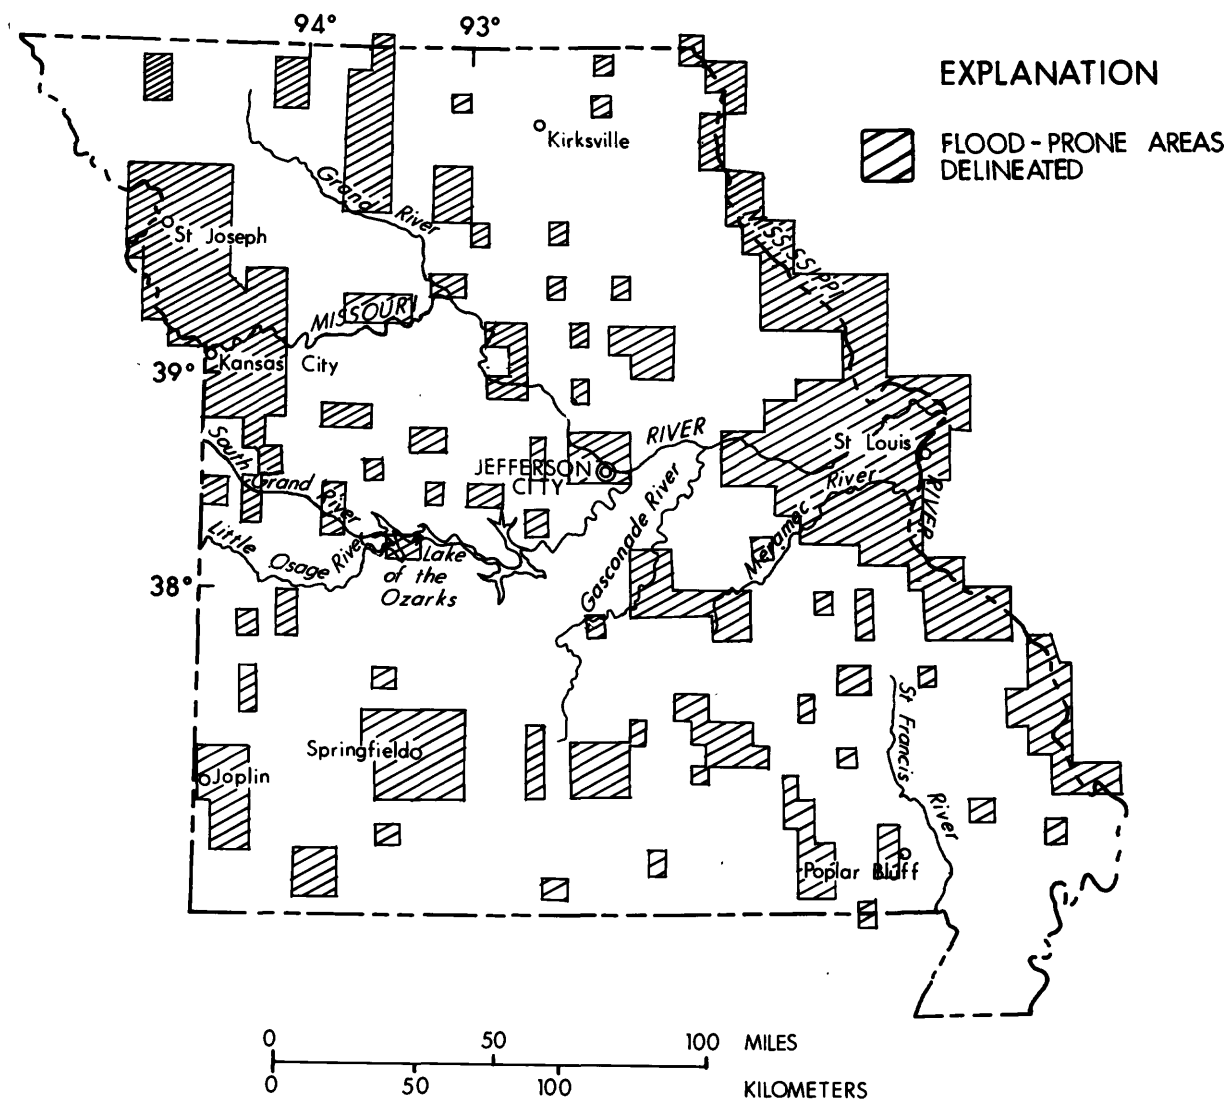 94° 93°
EXPLANATION
FLOOD-PRONE AREAS
DELINEATED
Kirksville
Grand River
St Joseph
MISSISSIPPI
MISSOURI
39°
Kansas City
St Louis
RIVER
JEFFERSON
CITY
RIVER
South
Grand River
Gasconade River
Meramec
River
Little
Osage River
Lake
of the
Ozarks
38°
Springfield
Joplin
St Francis
River
Poplar Bluff
0 50 100 MILES
0 50 100 KILOMETERS